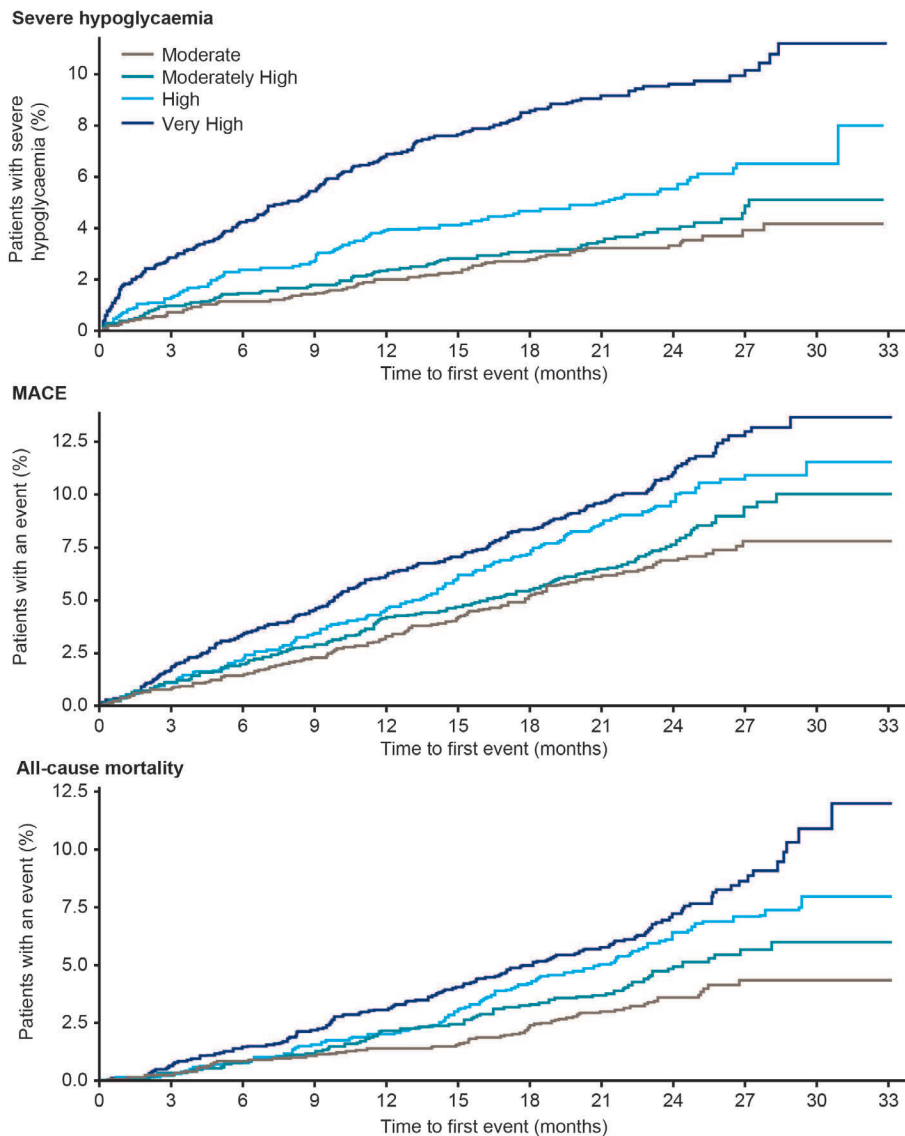 Severe hypoglycaemia
Patients with severe
hypoglycaemia (%)
10
8
6
4
2
0
Moderate
Moderately High
High
Very High
0 3 6 9 12 15 18 21 24 27 30 33
Time to first event (months)
MACE
Patients with an event (%)
12.5
10.0
7.5
5.0
2.5
0.0
0 3 6 9 12 15 18 21 24 27 30 33
Time to first event (months)
All-cause mortality
Patients with an event (%)
12.5
10.0
7.5
5.0
2.5
0.0
0 3 6 9 12 15 18 21 24 27 30 33
Time to first event (months)